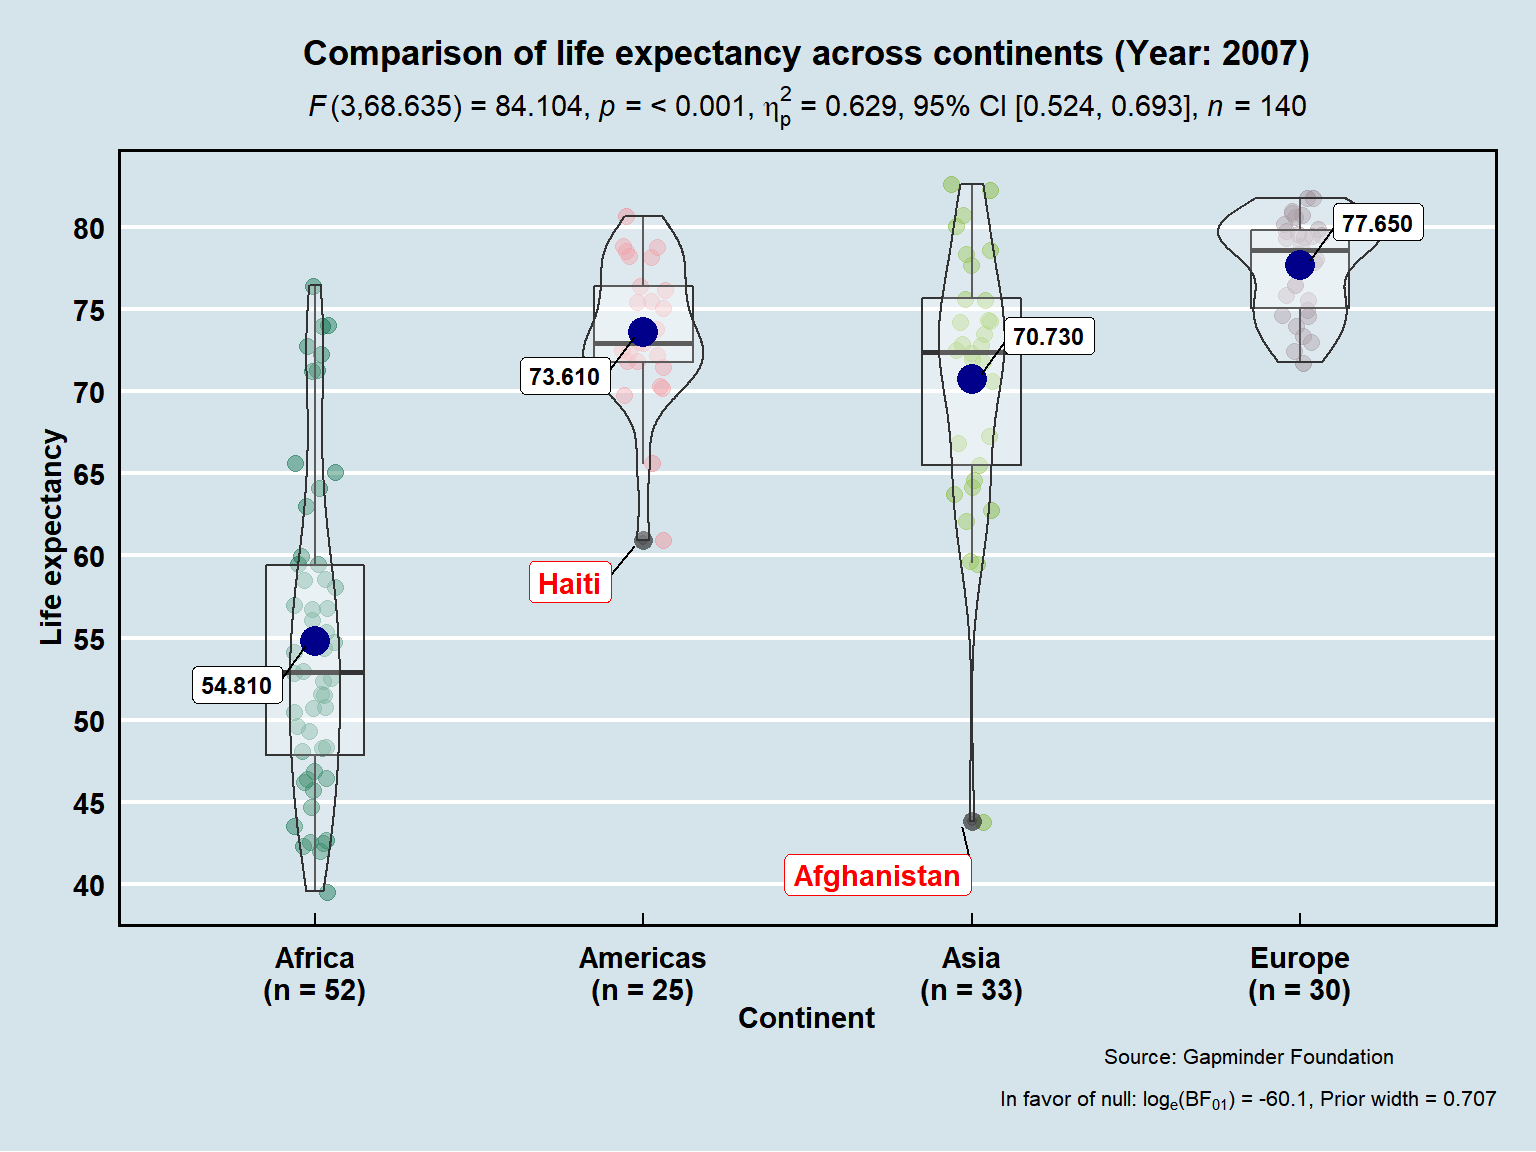 Comparison of life expectancy across continents (Year: 2007)
F(3,68.635) = 84.104, p = < 0.001, η²p = 0.629, 95% CI [0.524, 0.693], n = 140
Life expectancy
80
75
70
65
60
55
50
45
40
54.810
73.610
70.730
77.650
Haiti
Afghanistan
Africa
(n = 52)
Americas
(n = 25)
Asia
(n = 33)
Europe
(n = 30)
Continent
Source: Gapminder Foundation
In favor of null: logₑ(BF₀₁) = -60.1, Prior width = 0.707